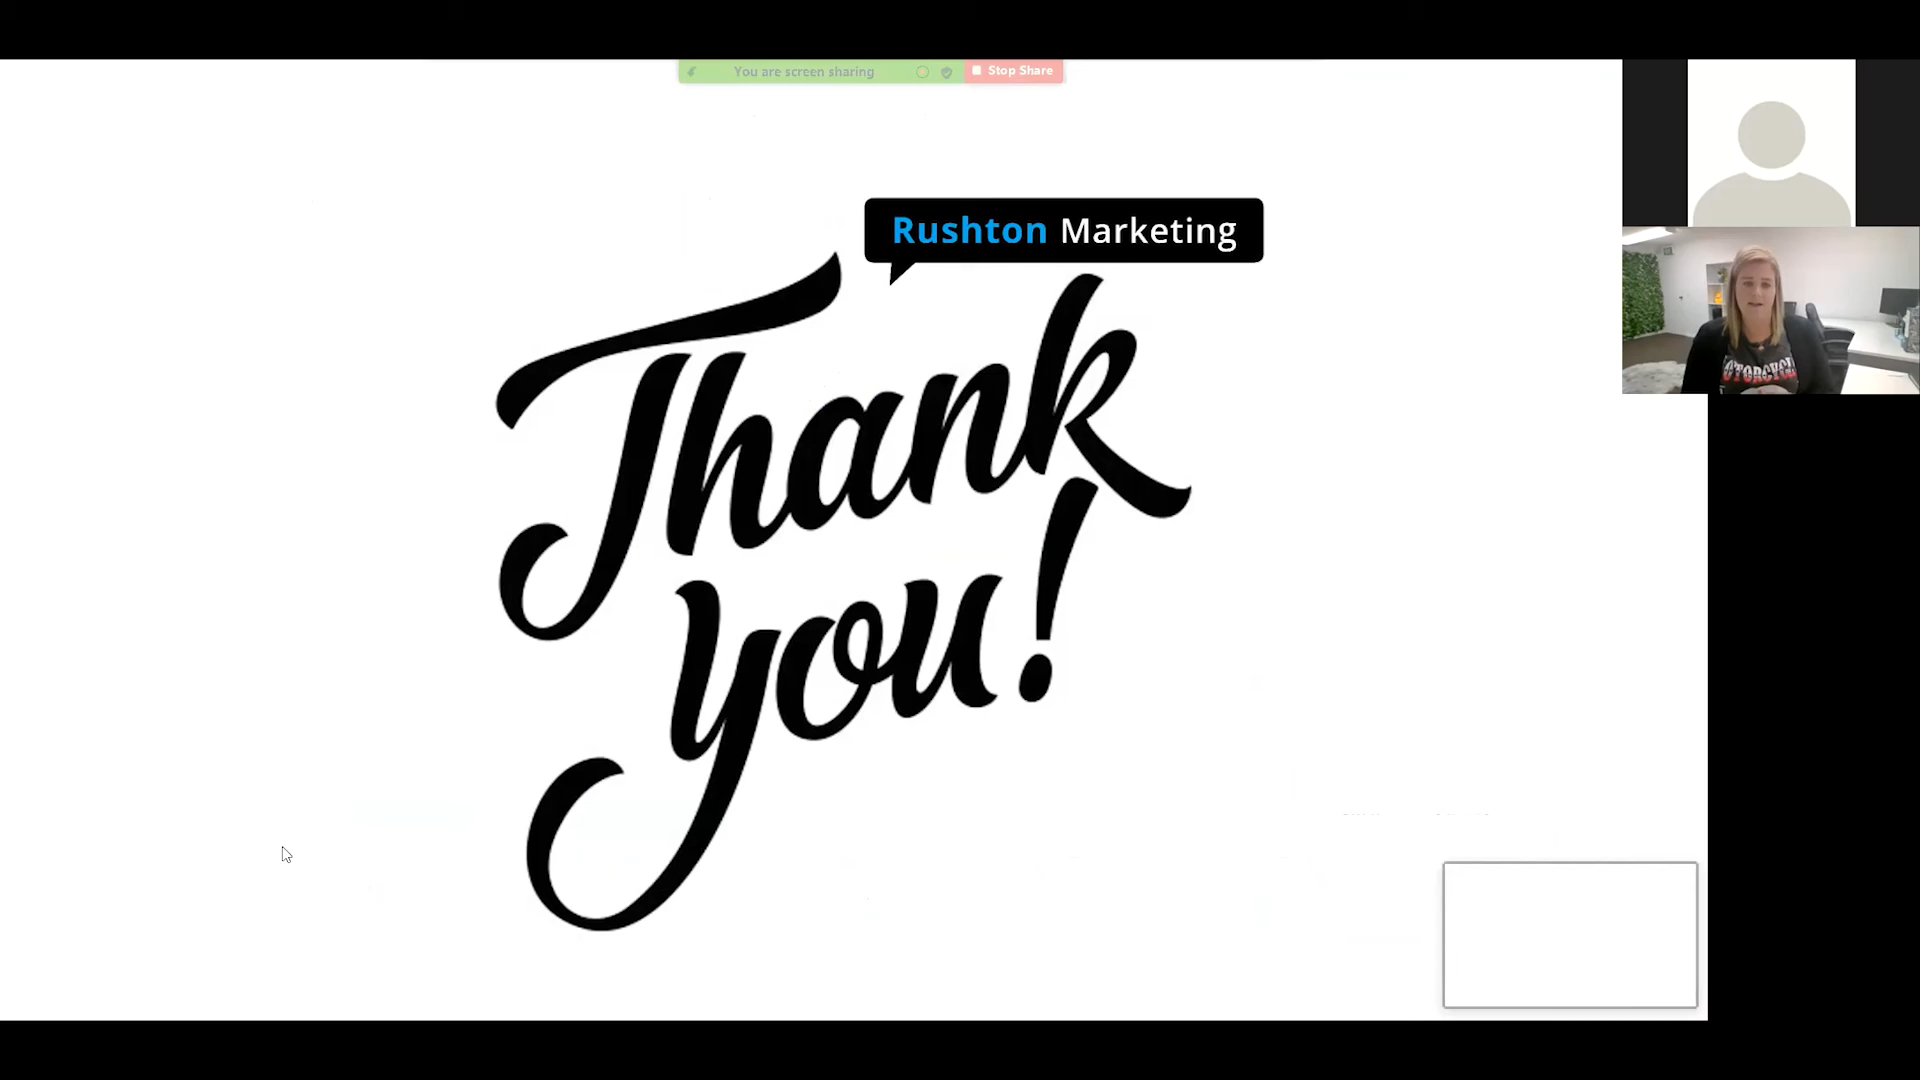 You are screen sharing
Stop Share
Rushton Marketing
Thank
you!